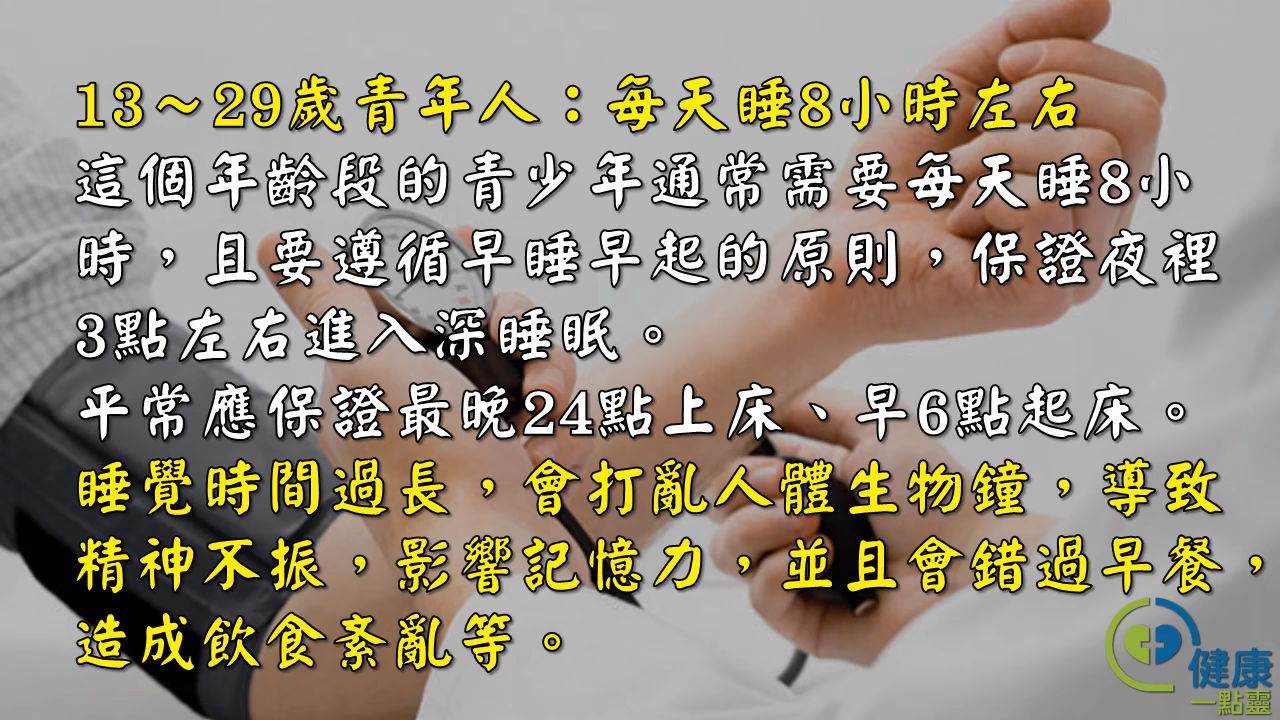 13～29歲青年人：每天睡8小時左右
這個年齡段的青少年通常需要每天睡8小
時，且要遵循早睡早起的原則，保證夜裡
3點左右進入深睡眠。
平常應保證最晚24點上床、早6點起床。
睡覺時間過長，會打亂人體生物鐘，導致
精神不振，影響記憶力，並且會錯過早餐，
造成飲食紊亂等。
健康
一點靈